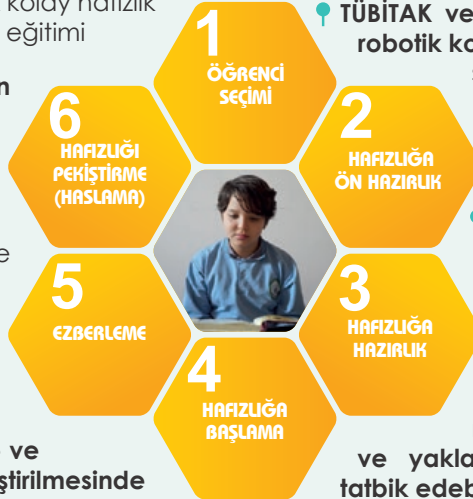 kolay hafızlık
eğitimi
TÜBİTAK ve
robotik ko
1
ÖĞRENCİ
SEÇİMİ
6
HAFIZLIĞI
PEKİŞTİRME
(HASLAMA)
2
HAFIZLIĞA
ÖN HAZIRLIK
5
EZBERLEME
3
HAFIZLIĞA
HAZIRLIK
4
HAFIZLIĞA
BAŞLAMA
ve
ştirilmesinde
ve yakla
tatbik edeb